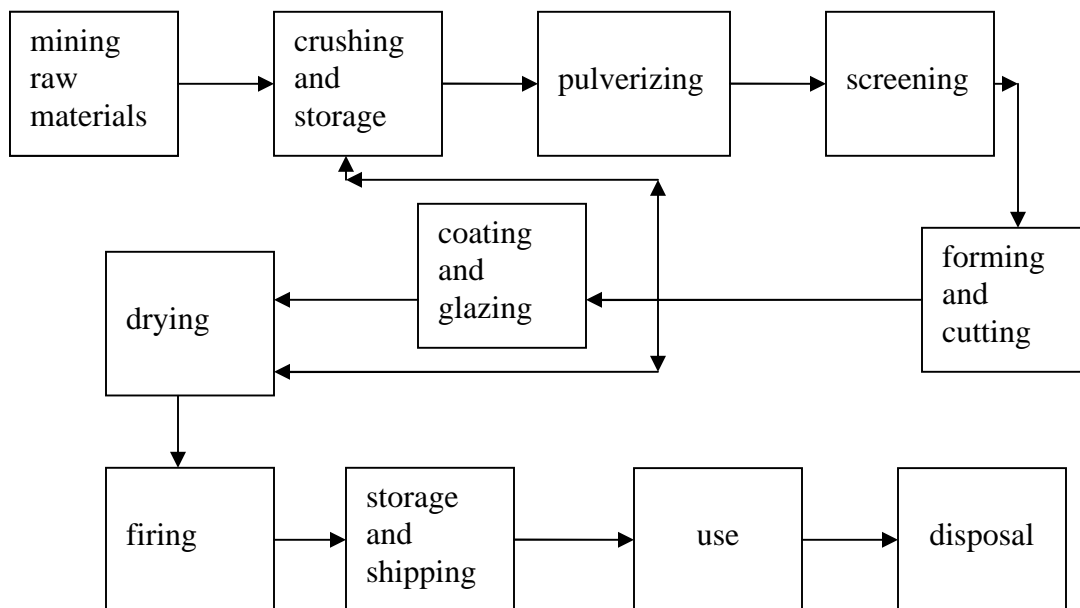 mining
raw
materials
crushing
and
storage
pulverizing
screening
forming
and
cutting
coating
and
glazing
drying
firing
storage
and
shipping
use
disposal